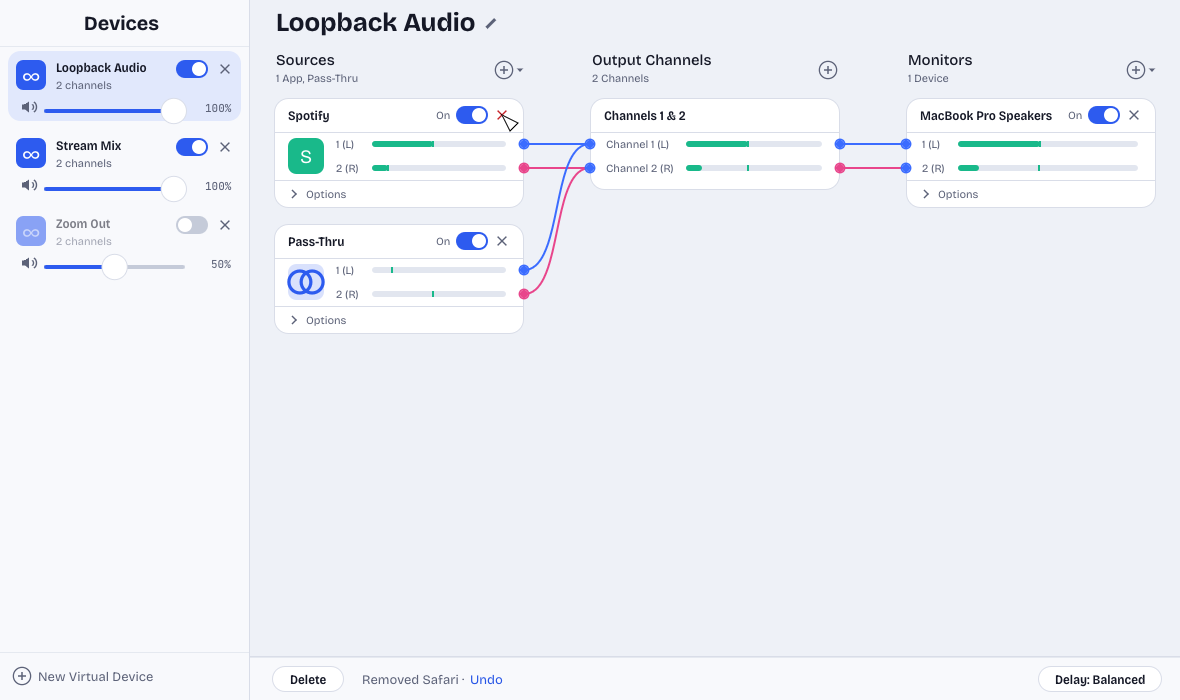 Devices
Loopback Audio
2 channels
100%
Stream Mix
2 channels
100%
Zoom Out
2 channels
50%
New Virtual Device
Loopback Audio
Sources
1 App, Pass-Thru
Output Channels
2 Channels
Monitors
1 Device
Spotify On
S
1 (L)
2 (R)
Options
Pass-Thru On
1 (L)
2 (R)
Options
Channels 1 & 2
Channel 1 (L)
Channel 2 (R)
MacBook Pro Speakers On
1 (L)
2 (R)
Options
Delete
Removed Safari · Undo
Delay: Balanced